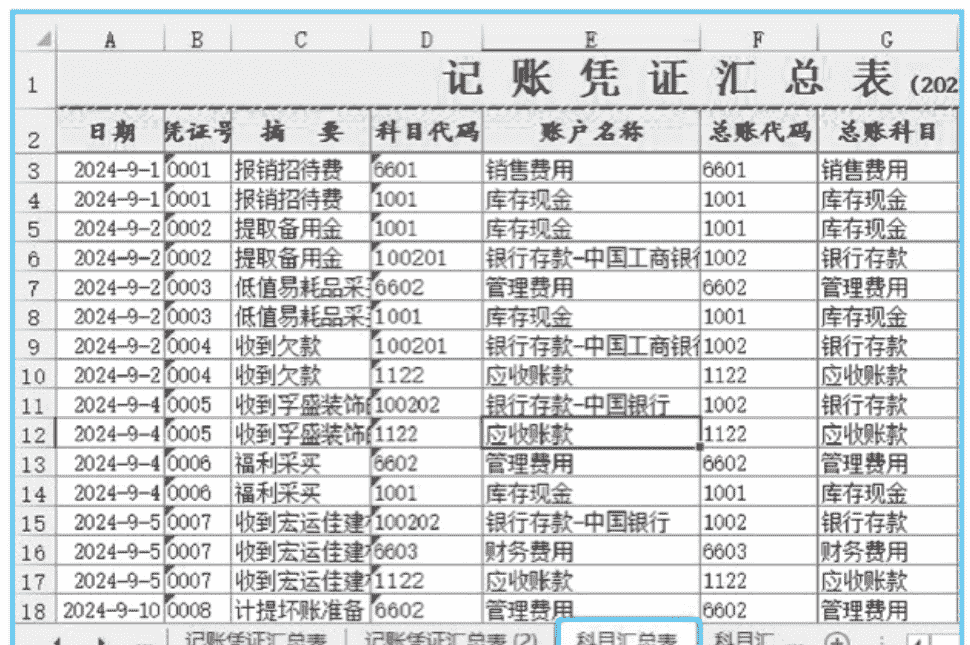 A B C D E F G
1 记账凭证汇总表 (202
2 日期 凭证号 摘 要 科目代码 账户名称 总账代码 总账科目
3 2024-9-1 0001 报销招待费 6601 销售费用 6601 销售费用
4 2024-9-1 0001 报销招待费 1001 库存现金 1001 库存现金
5 2024-9-2 0002 提取备用金 1001 库存现金 1001 库存现金
6 2024-9-2 0002 提取备用金 100201 银行存款-中国工商银行 1002 银行存款
7 2024-9-2 0003 低值易耗品采 6602 管理费用 6602 管理费用
8 2024-9-2 0003 低值易耗品采 1001 库存现金 1001 库存现金
9 2024-9-2 0004 收到欠款 100201 银行存款-中国工商银行 1002 银行存款
10 2024-9-2 0004 收到欠款 1122 应收账款 1122 应收账款
11 2024-9-4 0005 收到孚盛装饰 100202 银行存款-中国银行 1002 银行存款
12 2024-9-4 0005 收到孚盛装饰 1122 应收账款 1122 应收账款
13 2024-9-4 0006 福利采买 6602 管理费用 6602 管理费用
14 2024-9-4 0006 福利采买 1001 库存现金 1001 库存现金
15 2024-9-5 0007 收到宏运佳建 100202 银行存款-中国银行 1002 银行存款
16 2024-9-5 0007 收到宏运佳建 6603 财务费用 6603 财务费用
17 2024-9-5 0007 收到宏运佳建 1122 应收账款 1122 应收账款
18 2024-9-10 0008 计提坏账准备 6602 管理费用 6602 管理费用
记账凭证汇总表 记账凭证汇总表 (2) 科目汇总表 科目汇 ...